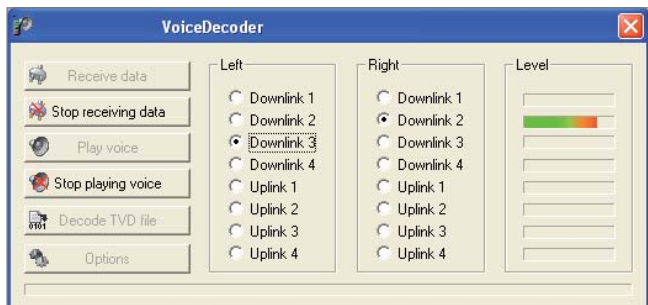 VoiceDecoder
Receive data
Stop receiving data
Play voice
Stop playing voice
0101
Decode TVD file
Options
Left
Downlink 1
Downlink 2
Downlink 3
Downlink 4
Uplink 1
Uplink 2
Uplink 3
Uplink 4
Right
Downlink 1
Downlink 2
Downlink 3
Downlink 4
Uplink 1
Uplink 2
Uplink 3
Uplink 4
Level